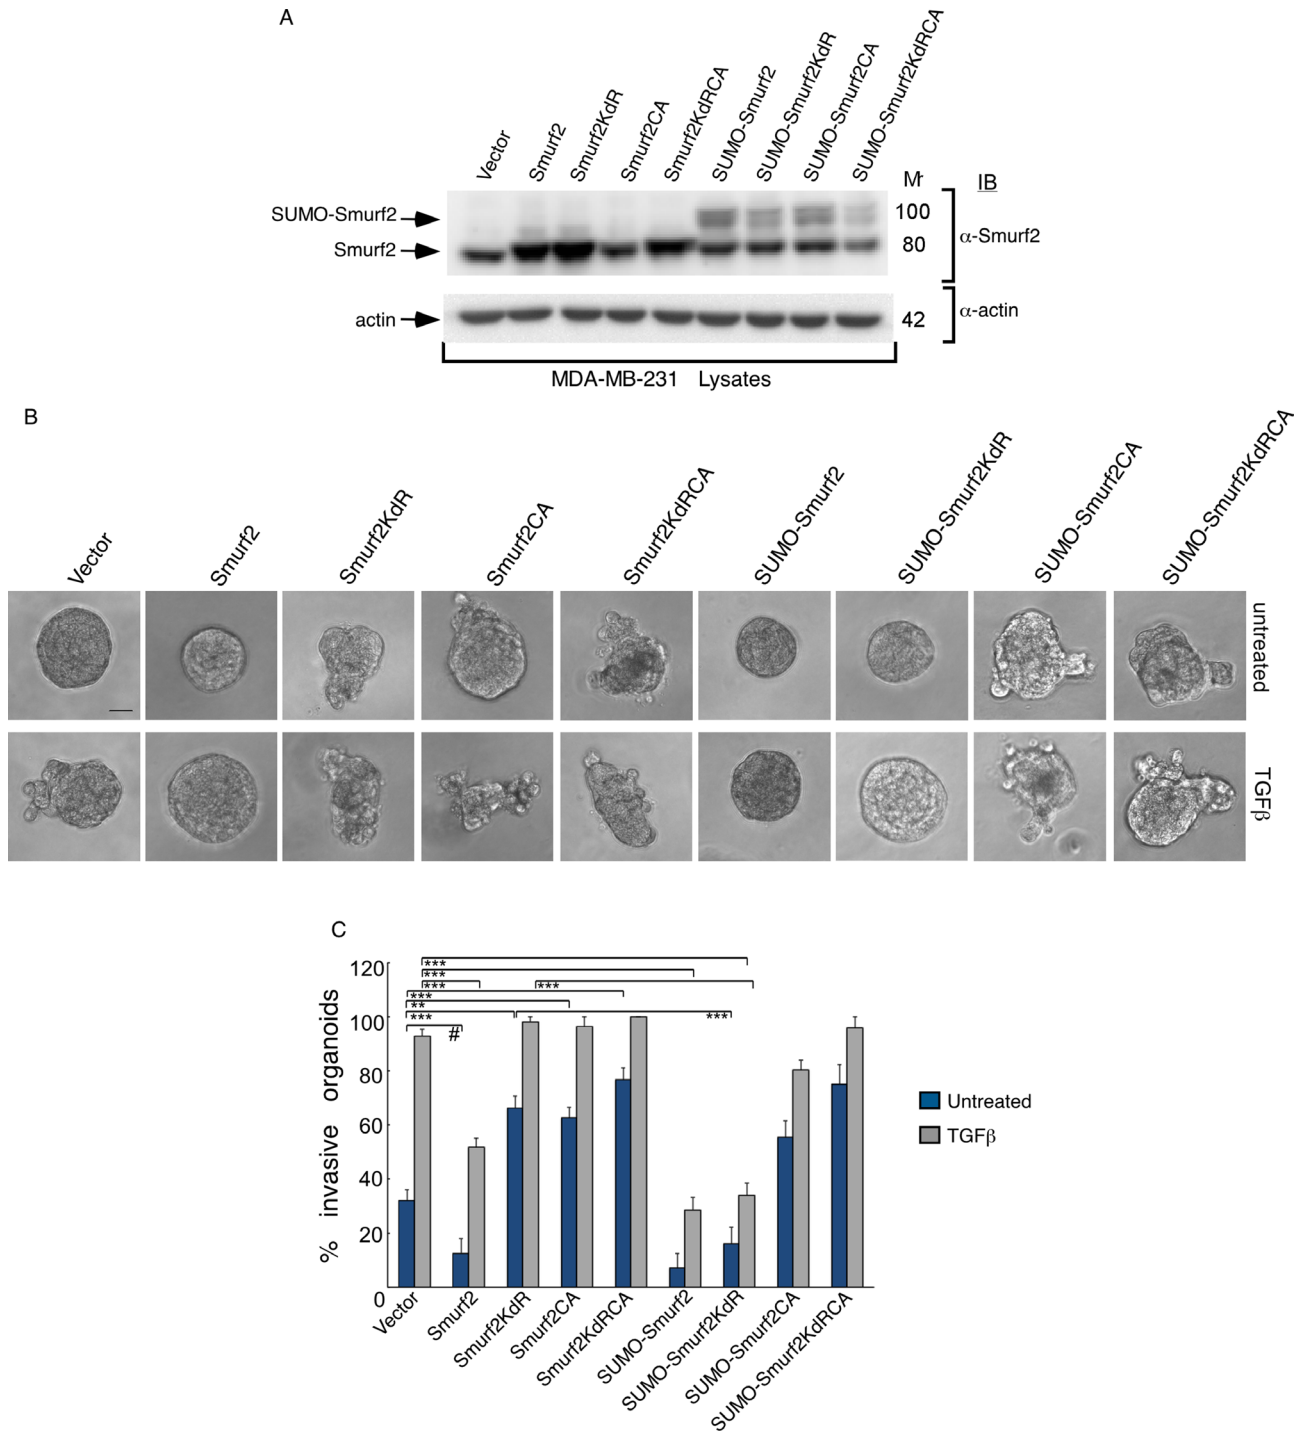 A
Vector
Smurf2
Smurf2KdR
Smurf2CA
Smurf2KdRCA
SUMO-Smurf2
SUMO-Smurf2KdR
SUMO-Smurf2CA
SUMO-Smurf2KdRCA
Mr
IB
SUMO-Smurf2
100
Smurf2
80
α-Smurf2
actin
42
α-actin
MDA-MB-231 Lysates
B
Vector
Smurf2
Smurf2KdR
Smurf2CA
Smurf2KdRCA
SUMO-Smurf2
SUMO-Smurf2KdR
SUMO-Smurf2CA
SUMO-Smurf2KdRCA
untreated
TGFβ
C
% invasive organoids
120
100
80
60
40
20
0
***
***
***
***
***
**
***
***
#
Vector
Smurf2
Smurf2KdR
Smurf2CA
Smurf2KdRCA
SUMO-Smurf2
SUMO-Smurf2KdR
SUMO-Smurf2CA
SUMO-Smurf2KdRCA
Untreated
TGFβ